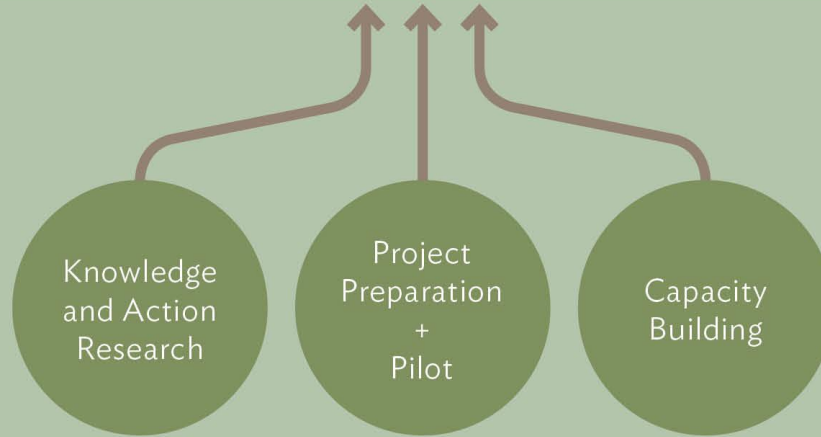 Knowledge
and Action
Research
Project
Preparation
+
Pilot
Capacity
Building